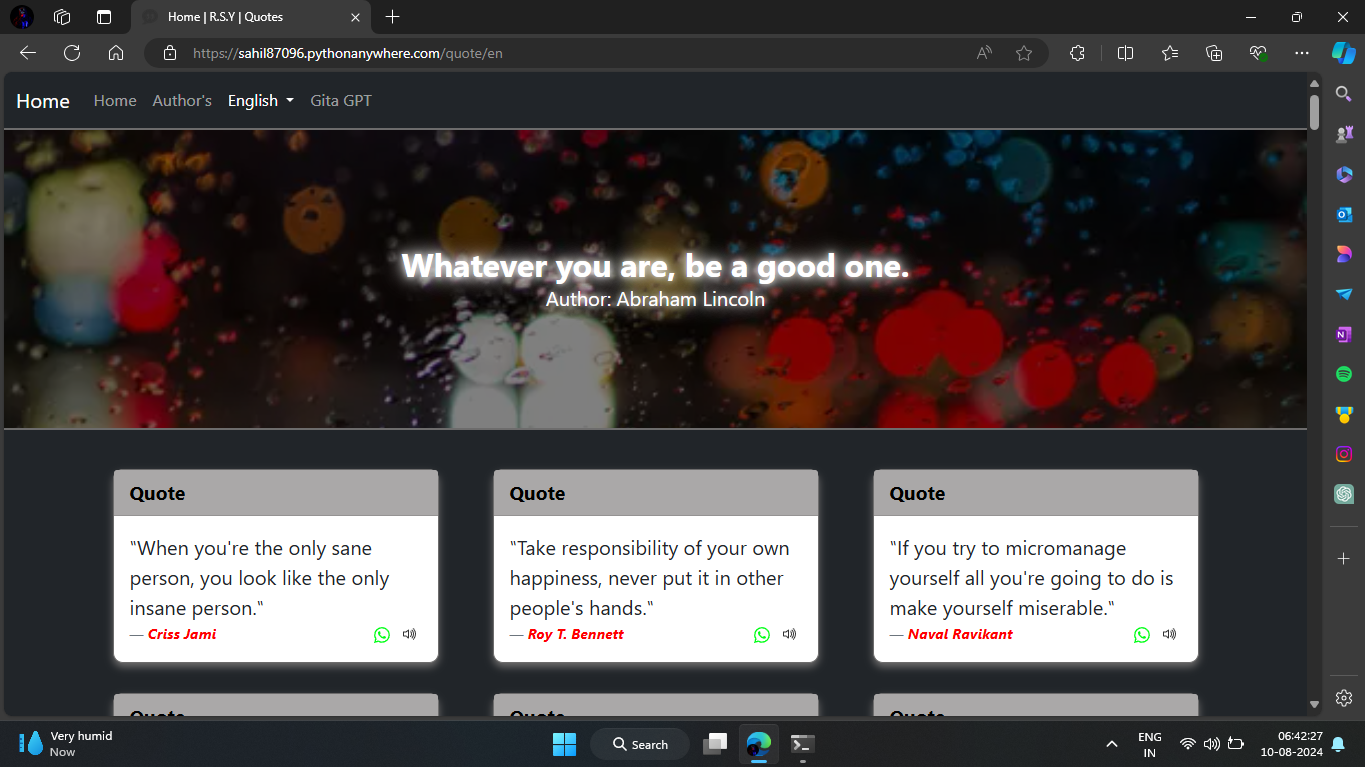 Home | R.S.Y | Quotes
https://sahil87096.pythonanywhere.com/quote/en
Home Home Author's English Gita GPT
Whatever you are, be a good one.
Author: Abraham Lincoln
Quote
"When you're the only sane
person, you look like the only
insane person."
— Criss Jami
Quote
"Take responsibility of your own
happiness, never put it in other
people's hands."
— Roy T. Bennett
Quote
"If you try to micromanage
yourself all you're going to do is
make yourself miserable."
— Naval Ravikant
Quote Quote Quote
Very humid
Now
Search
ENG
IN
06:42:27
10-08-2024